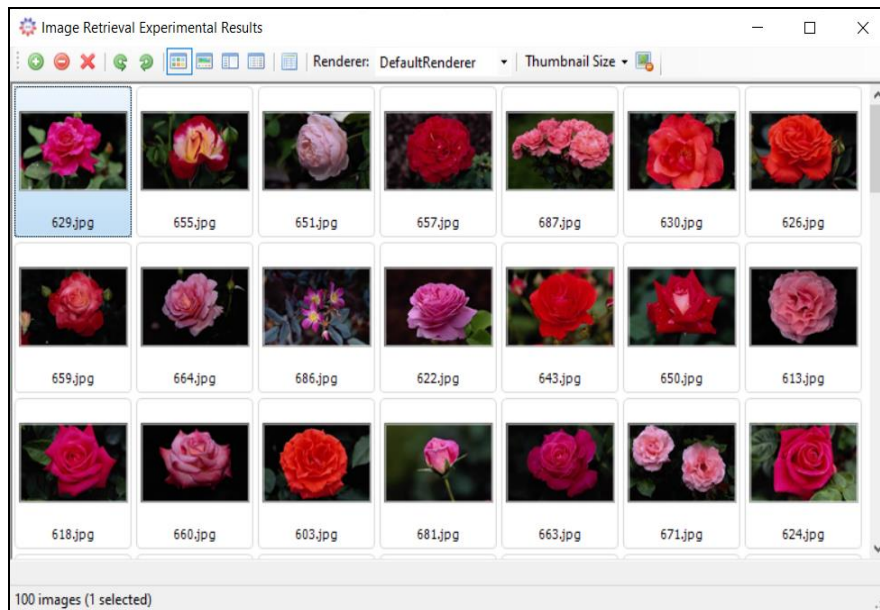 Image Retrieval Experimental Results
Renderer: DefaultRenderer Thumbnail Size
629.jpg 655.jpg 651.jpg 657.jpg 687.jpg 630.jpg 626.jpg
659.jpg 664.jpg 686.jpg 622.jpg 643.jpg 650.jpg 613.jpg
618.jpg 660.jpg 603.jpg 681.jpg 663.jpg 671.jpg 624.jpg
100 images (1 selected)